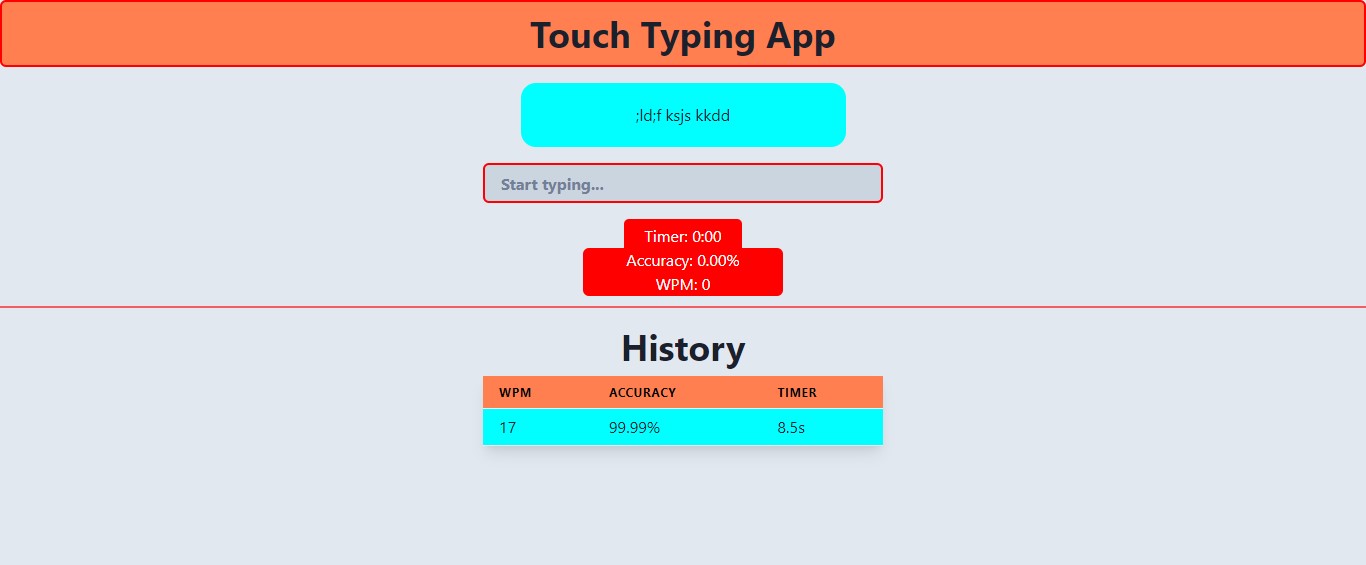 Touch Typing App
;ld;f ksjs kkdd
Start typing...
Timer: 0:00
Accuracy: 0.00%
WPM: 0
History
WPM ACCURACY TIMER
17 99.99% 8.5s